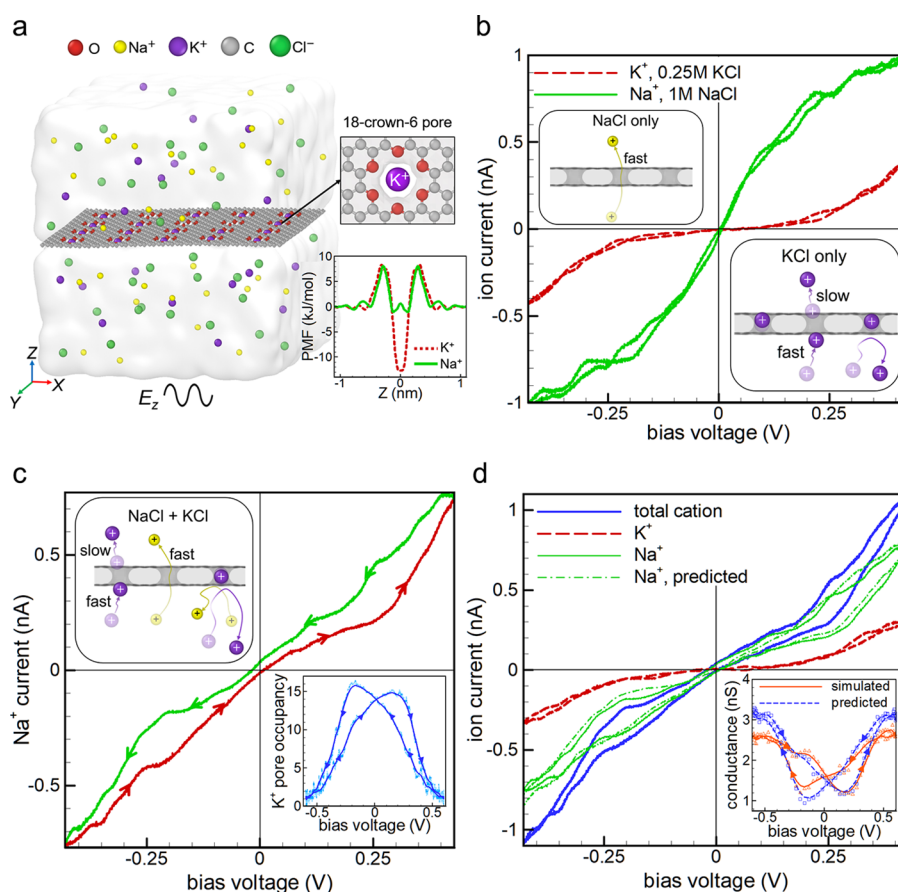 a
O Na⁺ K⁺ C Cl⁻
18-crown-6 pore
K⁺
PMF (kJ/mol)
10
5
0
-5
-10
K⁺
Na⁺
-1 0 1
Z (nm)
Z
X
Y
E_z
b
ion current (nA)
1
0.5
0
-0.5
-1
K⁺, 0.25M KCl
Na⁺, 1M NaCl
NaCl only
+
fast
+
KCl only
+
slow
+
+ +
fast +
+ + +
-0.25 0 0.25
bias voltage (V)
c
Na⁺ current (nA)
0.5
0
-0.5
NaCl + KCl
+ +
slow fast
+ +
+
fast +
+ + + +
+
K⁺ pore occupancy
15
10
5
0
-0.5 0 0.5
bias voltage (V)
-0.25 0 0.25
bias voltage (V)
d
ion current (nA)
1
0.5
0
-0.5
-1
total cation
K⁺
Na⁺
Na⁺, predicted
conductance (nS)
4
3
2
1
simulated
predicted
-0.5 0 0.5
bias voltage (V)
-0.25 0 0.25
bias voltage (V)